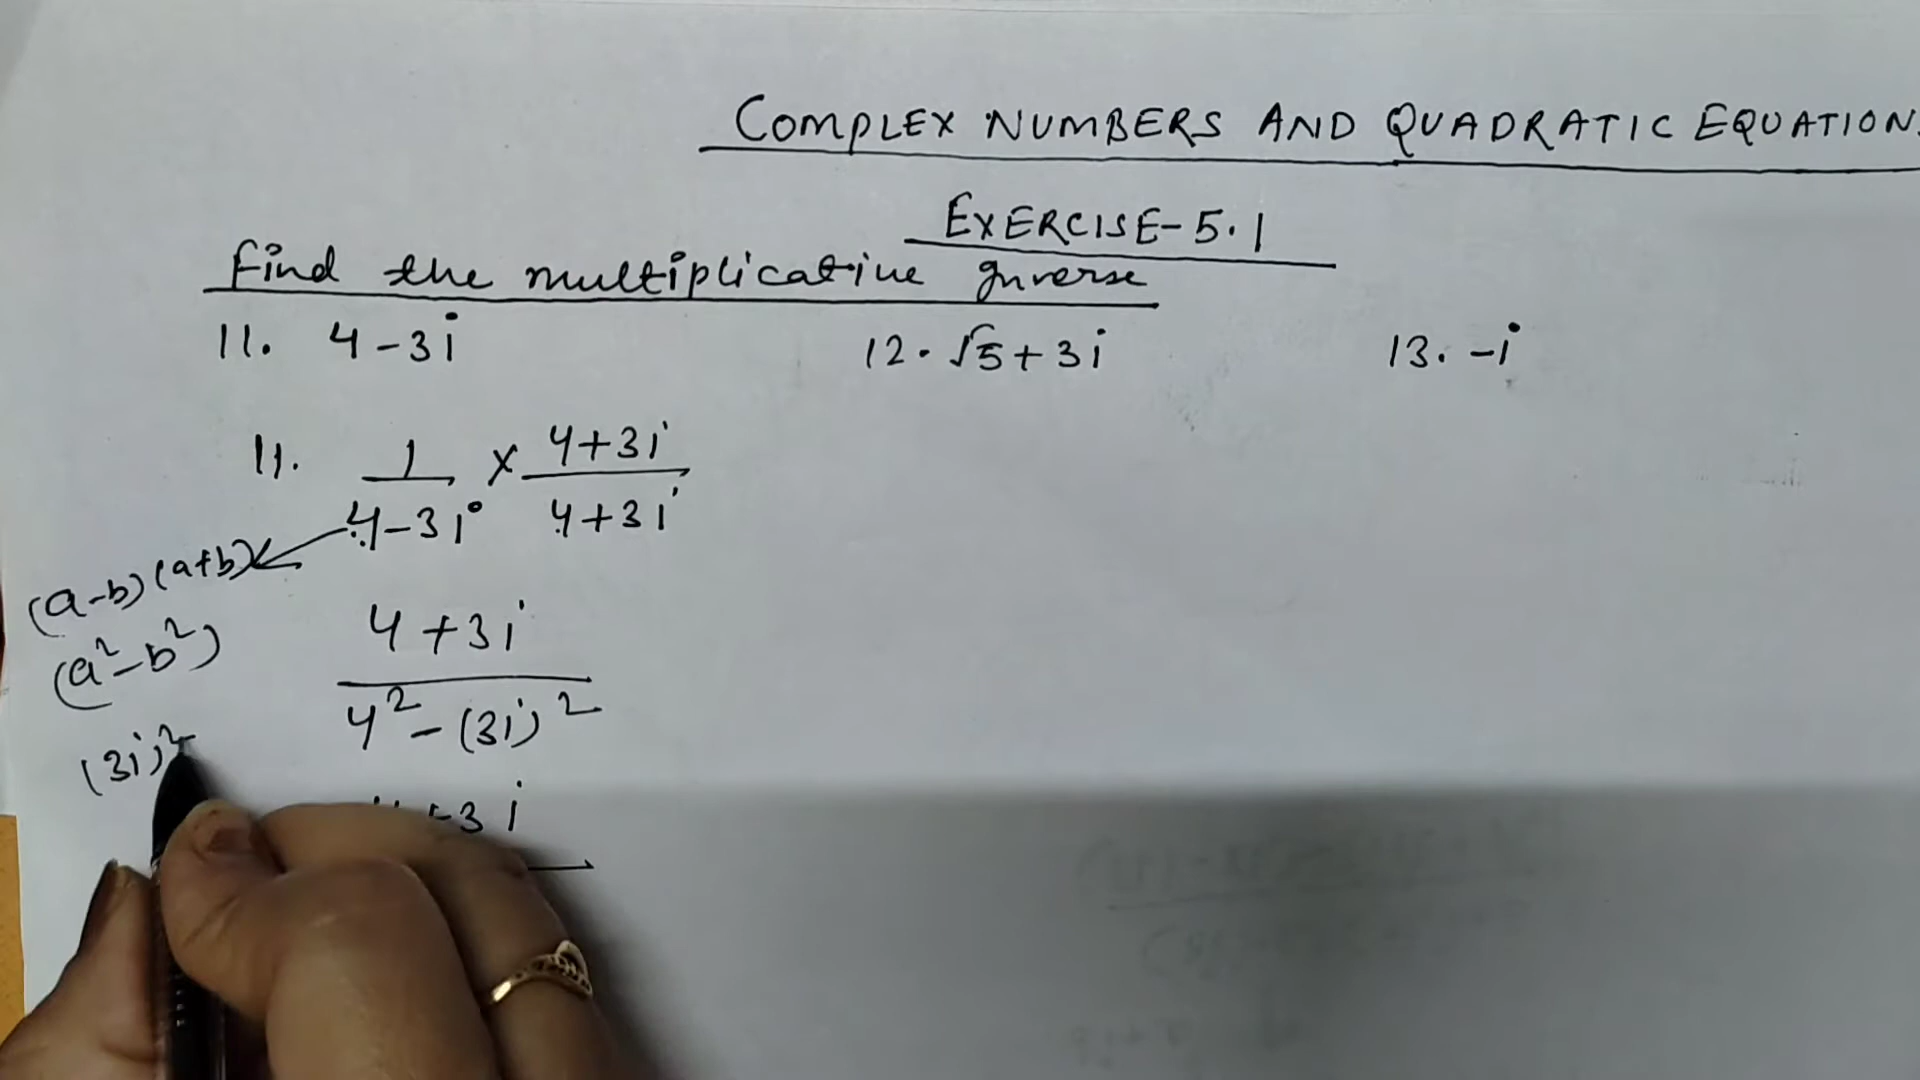 COMPLEX NUMBERS AND QUADRATIC EQUATION
EXERCISE-5.1
Find the multiplicative Inverse
11. 4-3i 12. √5+3i 13. -i
11. 1/(4-3i) × (4+3i)/(4+3i)
(a-b)(a+b)
(a²-b²)
4+3i
4²-(3i)²
(3i)²
+3i